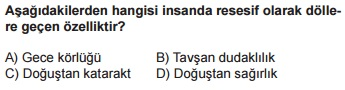 Aşağıdakilerden hangisi insanda resesif olarak dölle-
re geçen özelliktir?
A) Gece körlüğü B) Tavşan dudaklılık
C) Doğuştan katarakt D) Doğuştan sağırlık